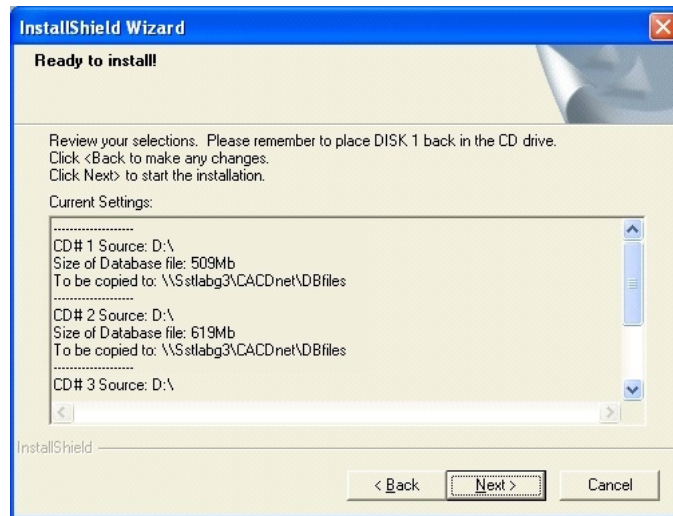 InstallShield Wizard
Ready to install!
Review your selections. Please remember to place DISK 1 back in the CD drive.
Click <Back to make any changes.
Click Next> to start the installation.
Current Settings:
--------------------
CD# 1 Source: D:\
Size of Database file: 509Mb
To be copied to: \\Sstlabg3\CACDnet\DBfiles
--------------------
CD# 2 Source: D:\
Size of Database file: 619Mb
To be copied to: \\Sstlabg3\CACDnet\DBfiles
--------------------
CD# 3 Source: D:\
InstallShield
< Back Next > Cancel